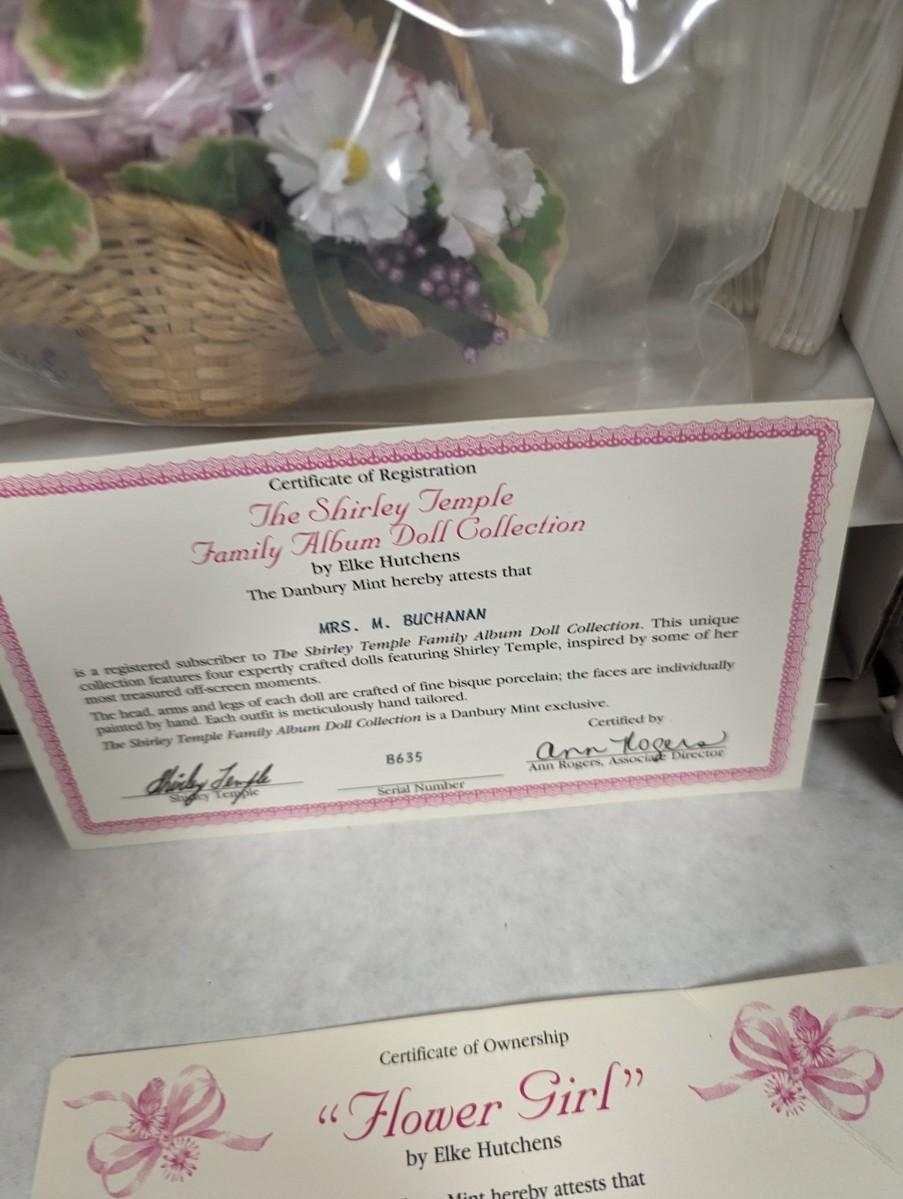 Certificate of Registration
The Shirley Temple
Family Album Doll Collection
by Elke Hutchens
The Danbury Mint hereby attests that
MRS. M. BUCHANAN
is a registered subscriber to The Shirley Temple Family Album Doll Collection. This unique
collection features four expertly crafted dolls featuring Shirley Temple, inspired by some of her
most treasured off-screen moments.
The head, arms and legs of each doll are crafted of fine bisque porcelain; the faces are individually
painted by hand. Each outfit is meticulously hand tailored.
The Shirley Temple Family Album Doll Collection is a Danbury Mint exclusive.
Certified by
Shirley Temple
Shirley Temple
B635
Serial Number
Ann Rogers
Ann Rogers, Associate Director
Certificate of Ownership
"Flower Girl"
by Elke Hutchens
Mint hereby attests that